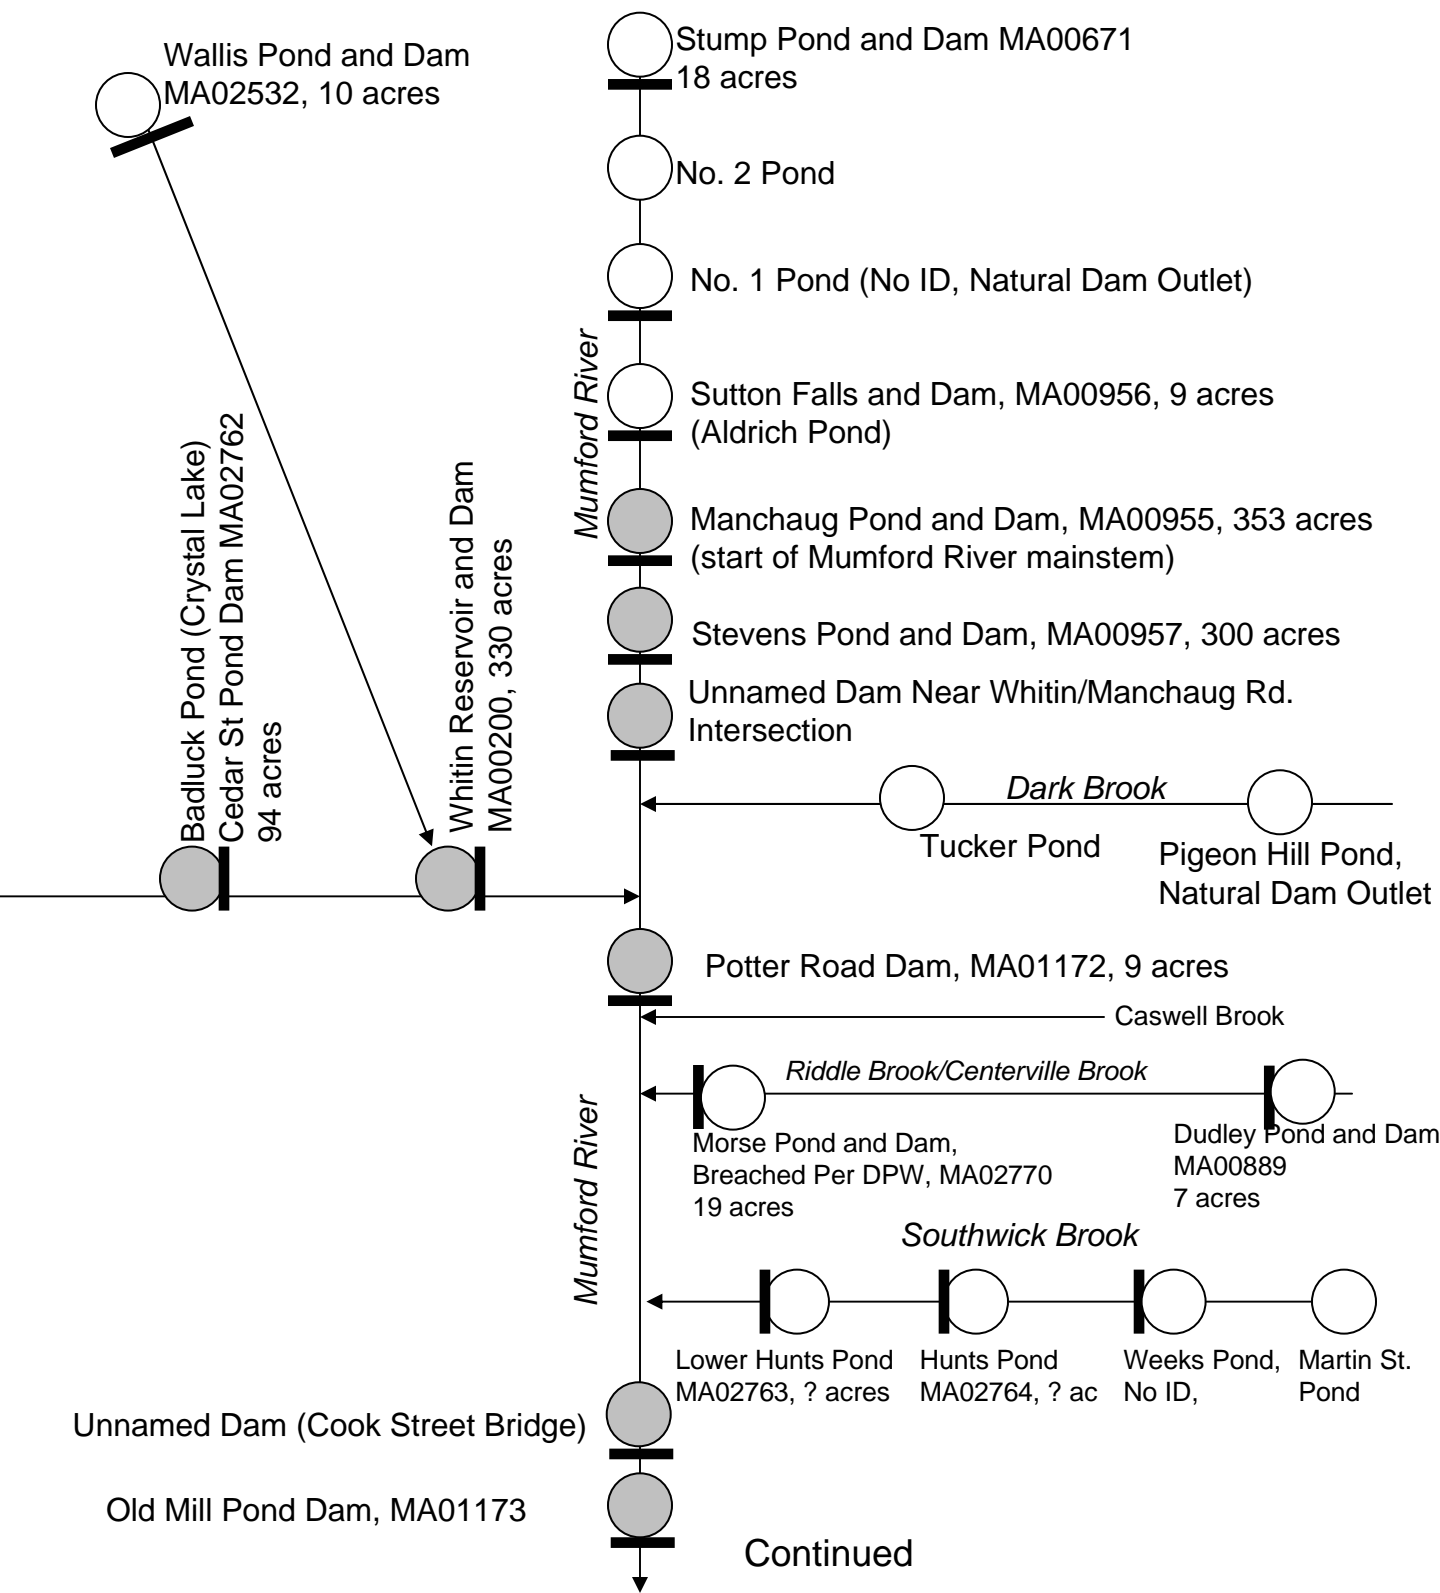 Wallis Pond and Dam
MA02532, 10 acres
Stump Pond and Dam MA00671
18 acres
No. 2 Pond
No. 1 Pond (No ID, Natural Dam Outlet)
Mumford River
Sutton Falls and Dam, MA00956, 9 acres
(Aldrich Pond)
Manchaug Pond and Dam, MA00955, 353 acres
(start of Mumford River mainstem)
Stevens Pond and Dam, MA00957, 300 acres
Unnamed Dam Near Whitin/Manchaug Rd.
Intersection
Badluck Pond (Crystal Lake)
Cedar St Pond Dam MA02762
94 acres
Whitin Reservoir and Dam
MA00200, 330 acres
Dark Brook
Tucker Pond
Pigeon Hill Pond,
Natural Dam Outlet
Potter Road Dam, MA01172, 9 acres
Caswell Brook
Riddle Brook/Centerville Brook
Morse Pond and Dam,
Breached Per DPW, MA02770
19 acres
Dudley Pond and Dam
MA00889
7 acres
Mumford River
Southwick Brook
Lower Hunts Pond
MA02763, ? acres
Hunts Pond
MA02764, ? ac
Weeks Pond,
No ID,
Martin St.
Pond
Unnamed Dam (Cook Street Bridge)
Old Mill Pond Dam, MA01173
Continued